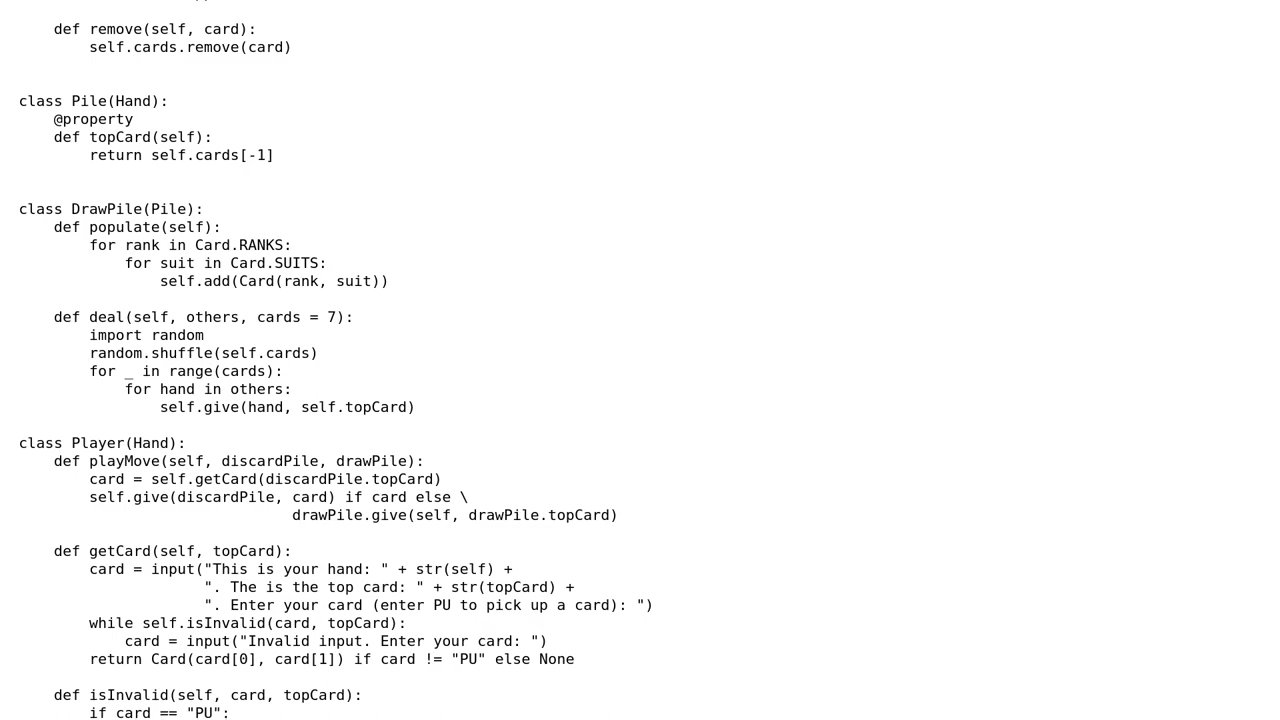 def remove(self, card):
self.cards.remove(card)
class Pile(Hand):
@property
def topCard(self):
return self.cards[-1]
class DrawPile(Pile):
def populate(self):
for rank in Card.RANKS:
for suit in Card.SUITS:
self.add(Card(rank, suit))
def deal(self, others, cards = 7):
import random
random.shuffle(self.cards)
for _ in range(cards):
for hand in others:
self.give(hand, self.topCard)
class Player(Hand):
def playMove(self, discardPile, drawPile):
card = self.getCard(discardPile.topCard)
self.give(discardPile, card) if card else \
drawPile.give(self, drawPile.topCard)
def getCard(self, topCard):
card = input("This is your hand: " + str(self) +
". The is the top card: " + str(topCard) +
". Enter your card (enter PU to pick up a card): ")
while self.isInvalid(card, topCard):
card = input("Invalid input. Enter your card: ")
return Card(card[0], card[1]) if card != "PU" else None
def isInvalid(self, card, topCard):
if card == "PU":